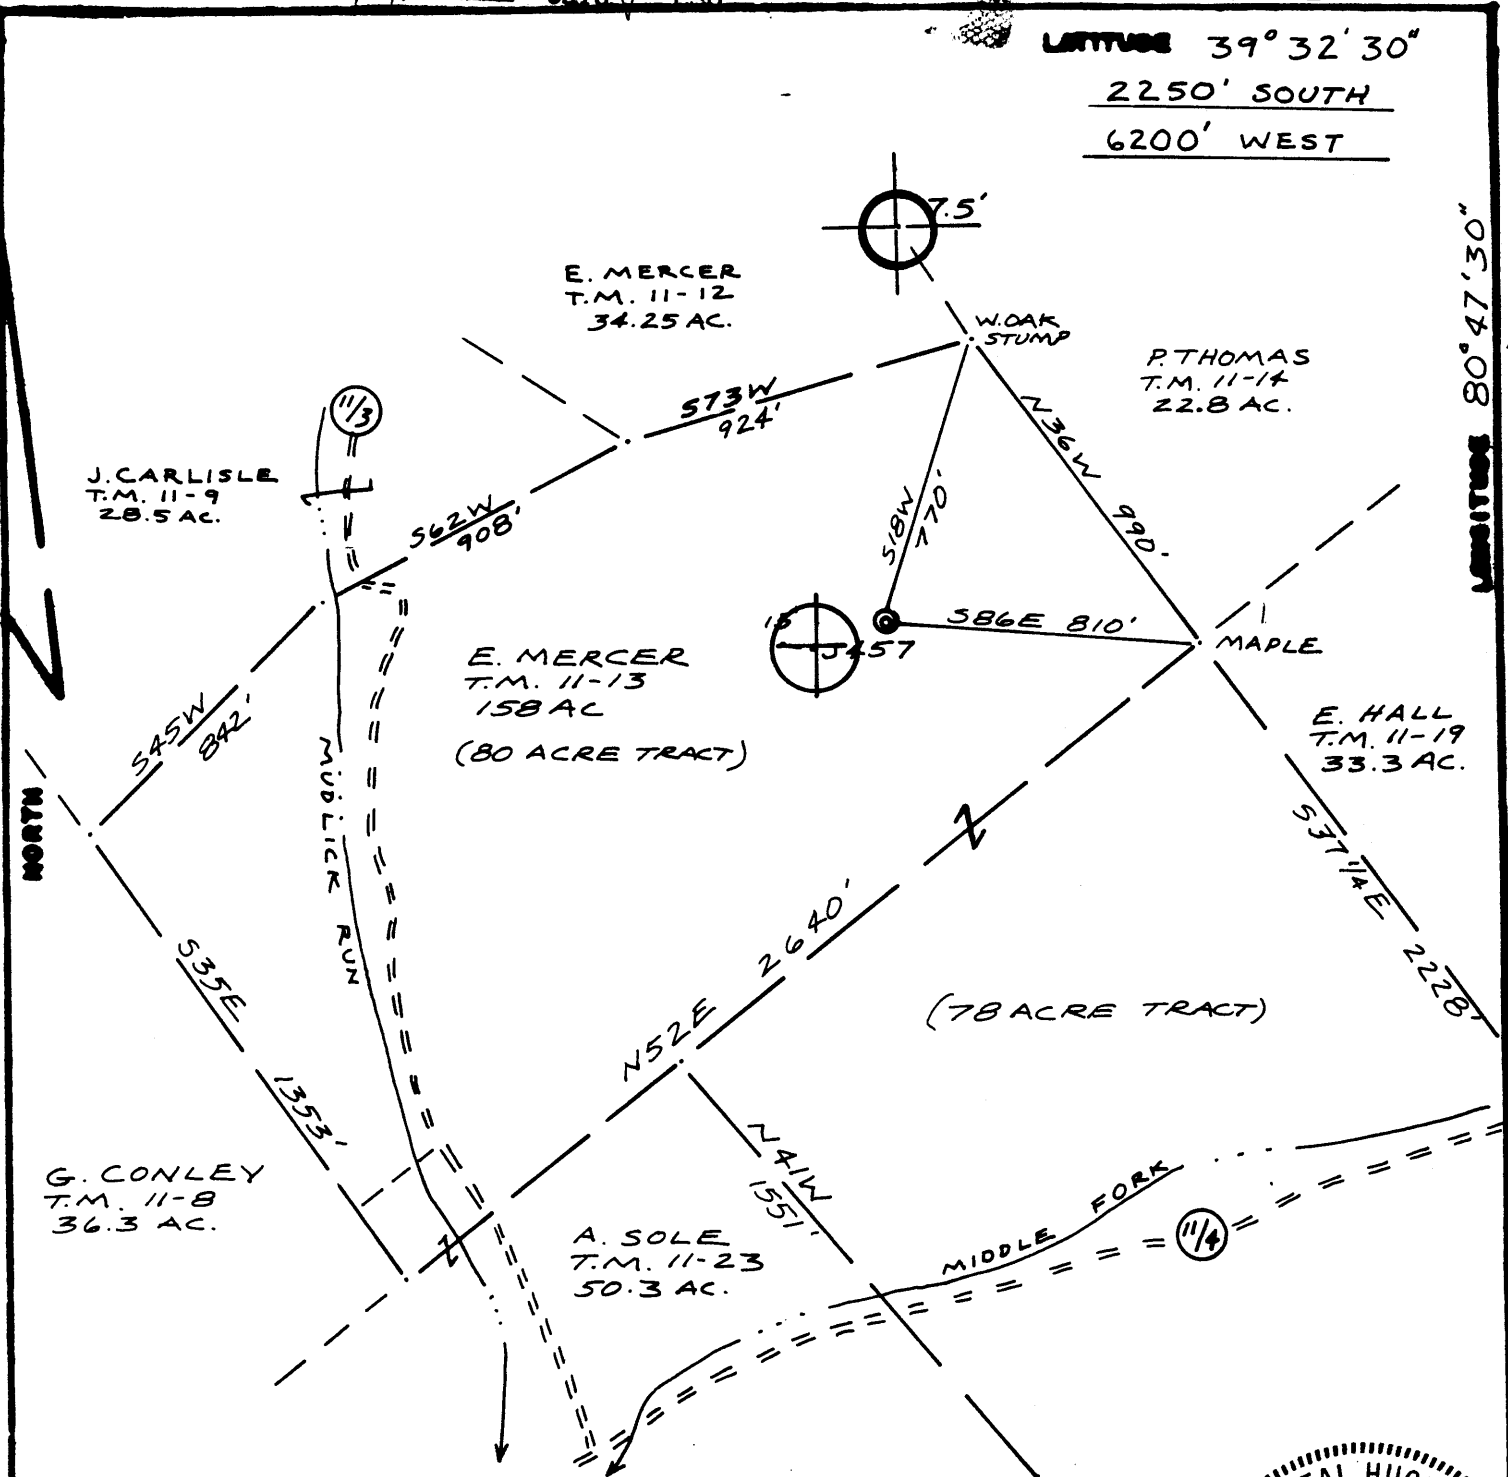 LATITUDE 39° 32' 30"
2250' SOUTH
6200' WEST
7.5'
LONGITUDE 80° 47' 30"
E. MERCER
T.M. 11-12
34.25 AC.
W. OAK
STUMP
P. THOMAS
T.M. 11-14
22.8 AC.
11/3
S73W
924'
N36W 990'
J. CARLISLE
T.M. 11-9
28.5 AC.
S62W
908'
S18W
770'
15'
J457
S86E 810'
MAPLE
E. MERCER
T.M. 11-13
158 AC
(80 ACRE TRACT)
S45W
842'
E. HALL
T.M. 11-19
33.3 AC.
NORTH
MUDLICK RUN
S37 1/4E 2228'
S35E 1353'
N52E 2640'
(78 ACRE TRACT)
G. CONLEY
T.M. 11-8
36.3 AC.
N41W
1551'
A. SOLE
T.M. 11-23
50.3 AC.
MIDDLE FORK
11/4